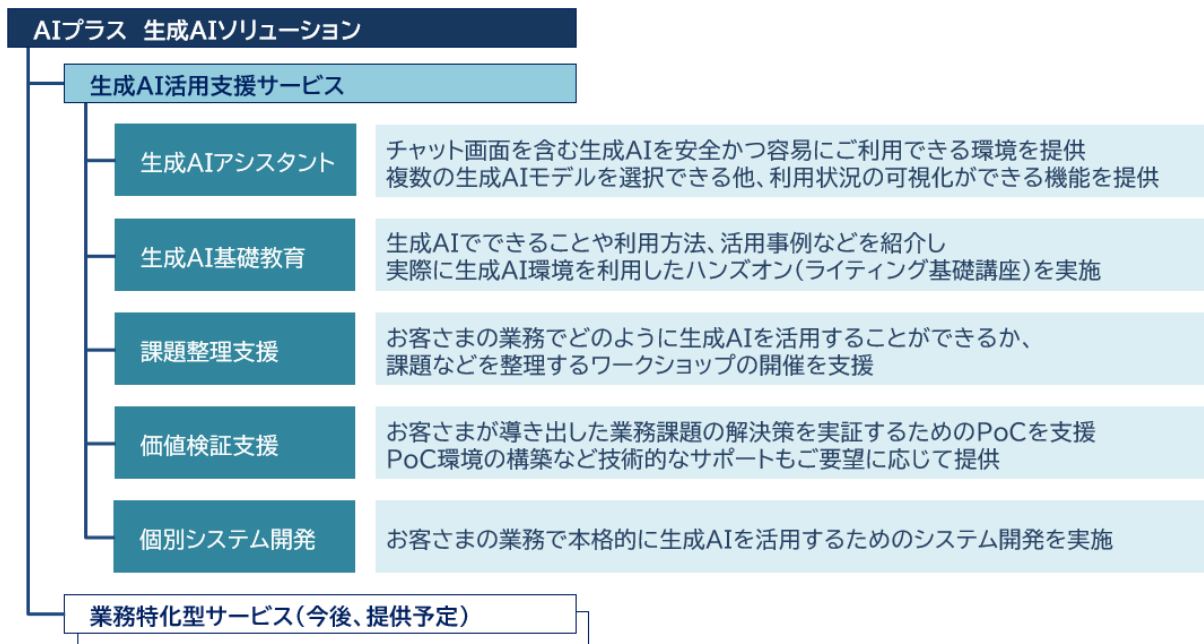 AIプラス 生成AIソリューション
生成AI活用支援サービス
生成AIアシスタント
チャット画面を含む生成AIを安全かつ容易にご利用できる環境を提供
複数の生成AIモデルを選択できる他、利用状況の可視化ができる機能を提供
生成AI基礎教育
生成AIでできることや利用方法、活用事例などを紹介し
実際に生成AI環境を利用したハンズオン(ライティング基礎講座)を実施
課題整理支援
お客さまの業務でどのように生成AIを活用することができるか、
課題などを整理するワークショップの開催を支援
価値検証支援
お客さまが導き出した業務課題の解決策を実証するためのPoCを支援
PoC環境の構築など技術的なサポートもご要望に応じて提供
個別システム開発
お客さまの業務で本格的に生成AIを活用するためのシステム開発を実施
業務特化型サービス(今後、提供予定)